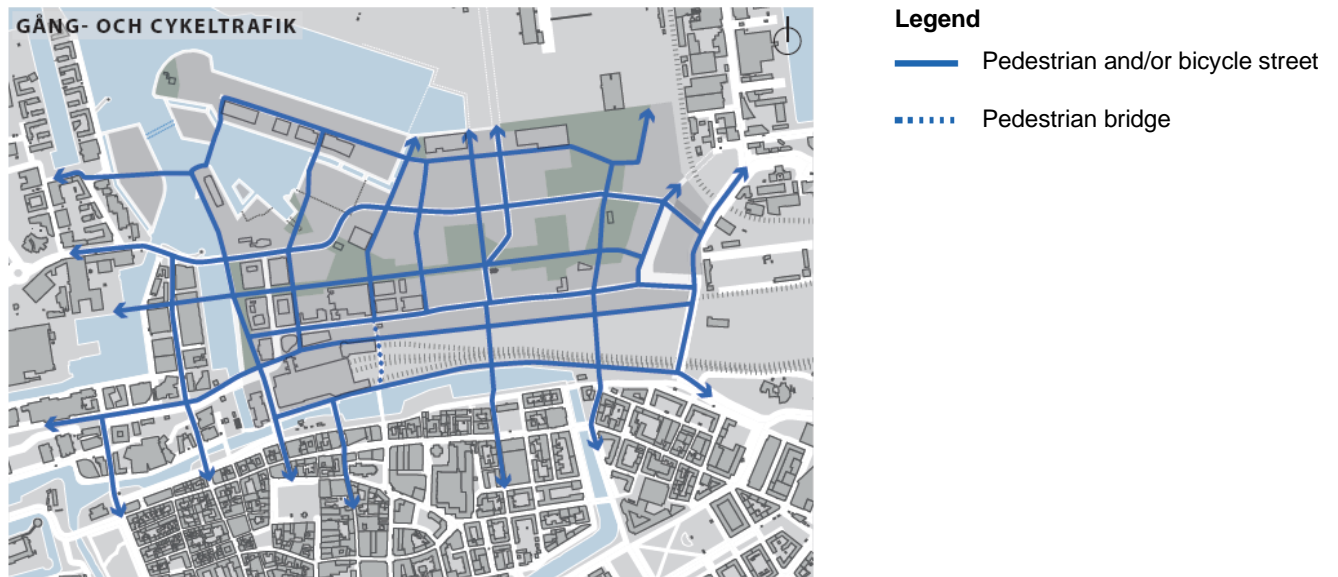 GÅNG- OCH CYKELTRAFIK
Legend
Pedestrian and/or bicycle street
Pedestrian bridge